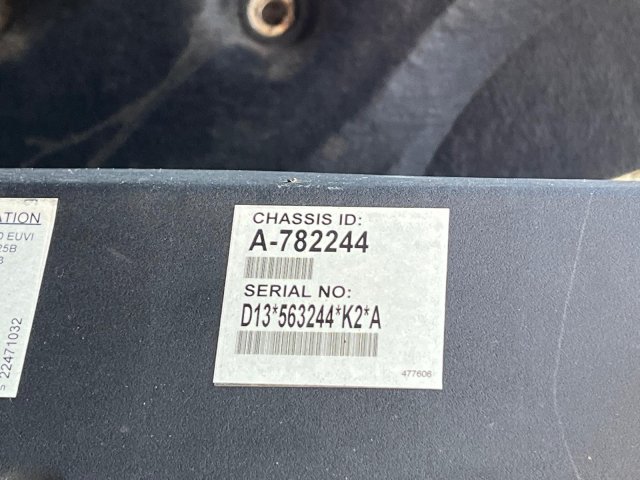 ATION
EUVI
25B
22471032
CHASSIS ID:
A-782244
SERIAL NO:
D13*563244*K2*A
477606